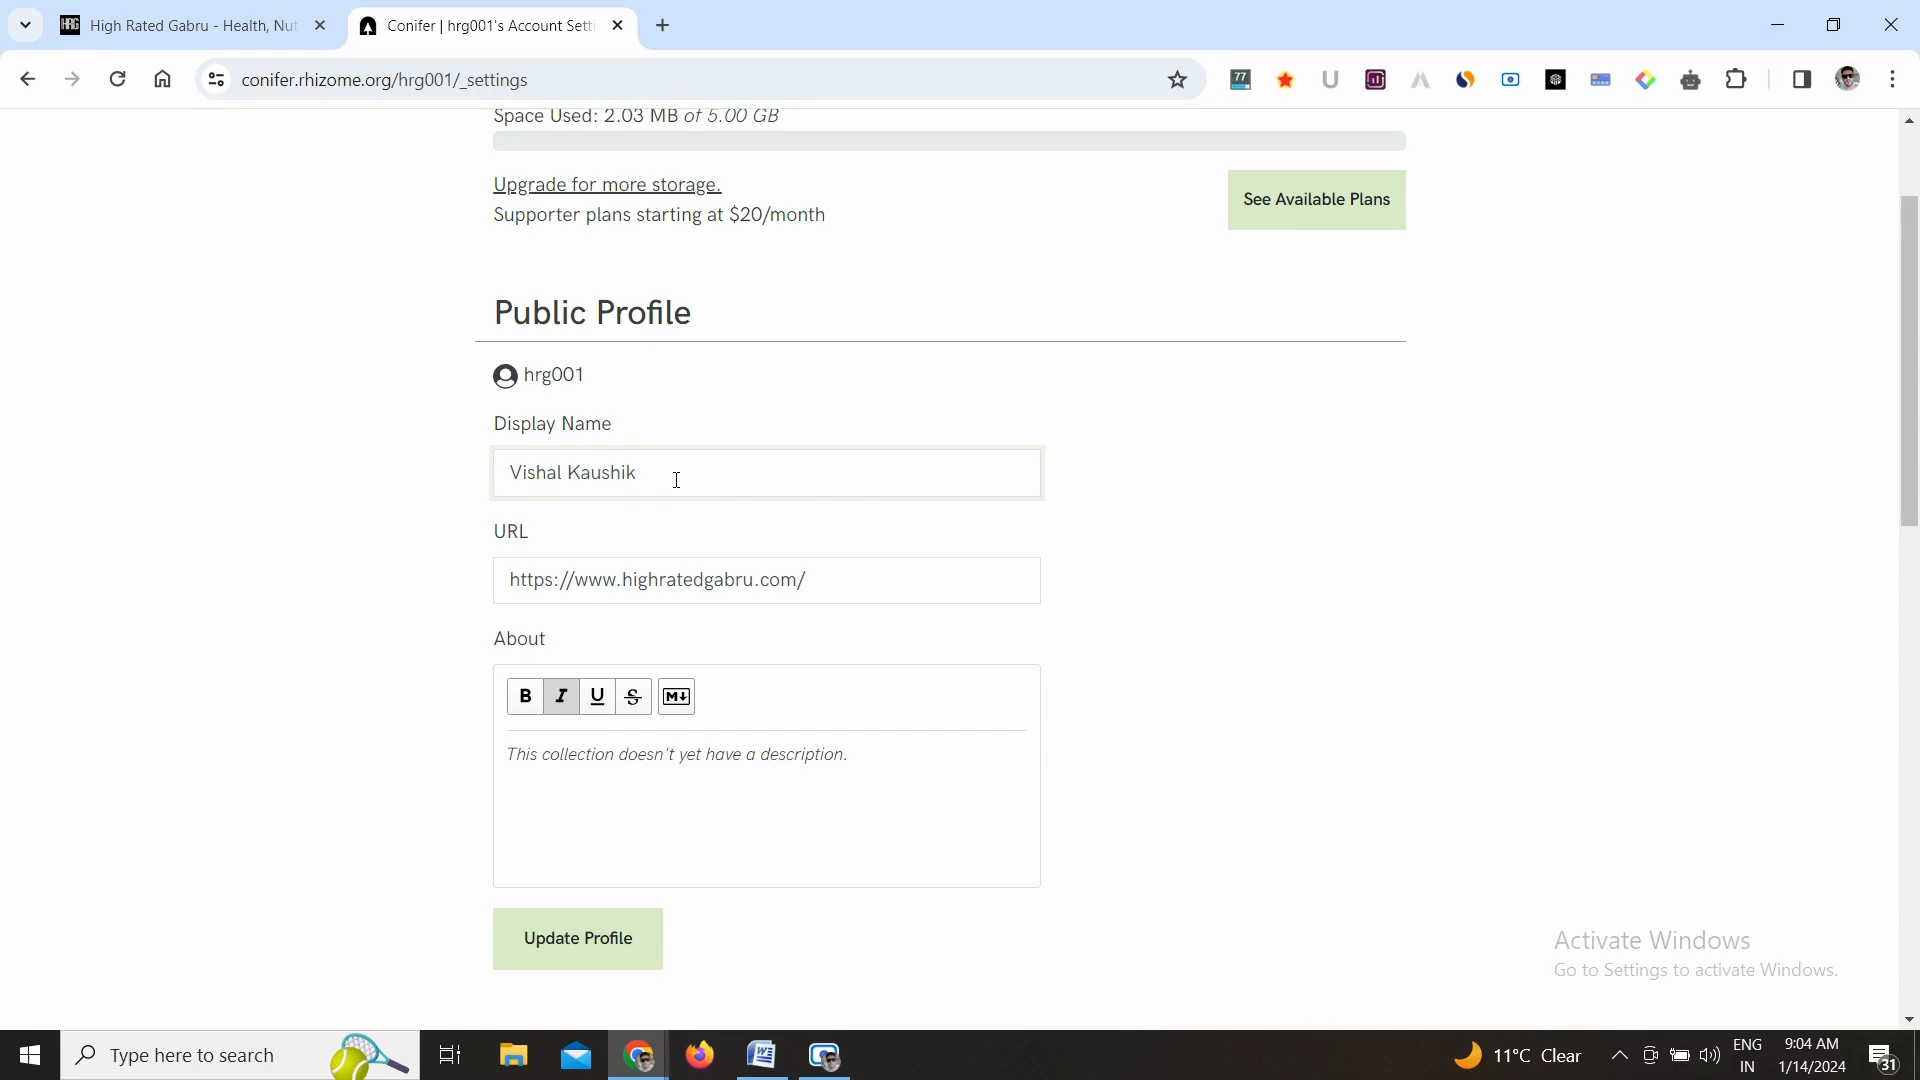 HRG High Rated Gabru - Health, Nut
Conifer | hrg001's Account Setti
conifer.rhizome.org/hrg001/_settings
77
Space Used: 2.03 MB of 5.00 GB
Upgrade for more storage.
Supporter plans starting at $20/month
See Available Plans
Public Profile
hrg001
Display Name
Vishal Kaushik
URL
https://www.highratedgabru.com/
About
B I U S M
This collection doesn't yet have a description.
Update Profile
Activate Windows
Go to Settings to activate Windows.
Type here to search
11°C Clear
ENG
IN
9:04 AM
1/14/2024
31